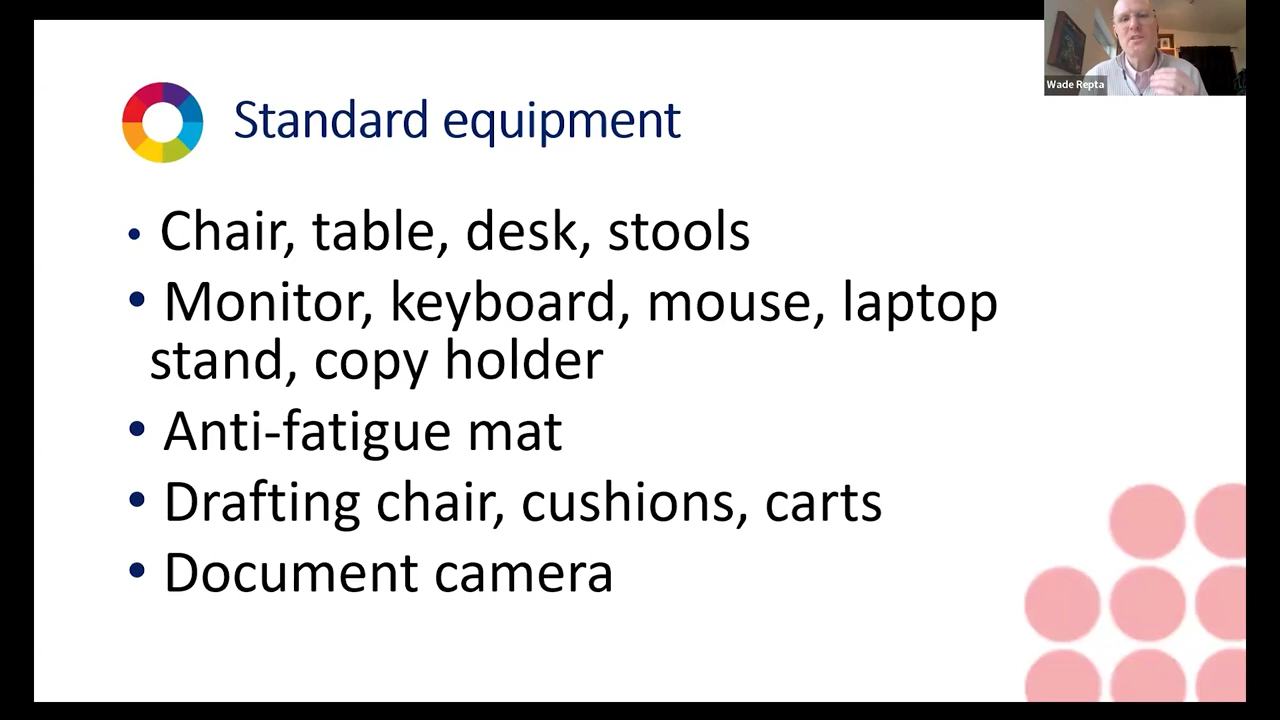 Wade Repta
Standard equipment
• Chair, table, desk, stools
• Monitor, keyboard, mouse, laptop
stand, copy holder
• Anti-fatigue mat
• Drafting chair, cushions, carts
• Document camera